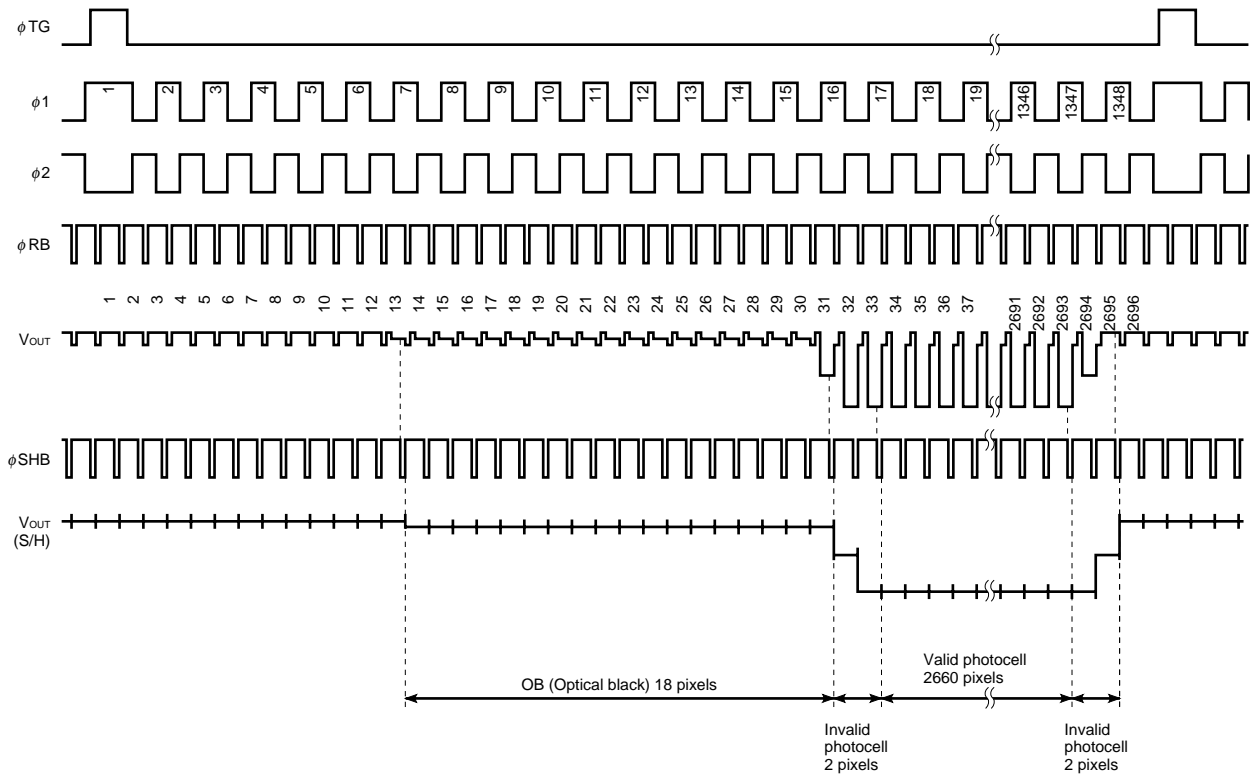 ϕTG
ϕ1
1 2 3 4 5 6 7 8 9 10 11 12 13 14 15 16 17 18 19 1346 1347 1348
ϕ2
ϕRB
1 2 3 4 5 6 7 8 9 10 11 12 13 14 15 16 17 18 19 20 21 22 23 24 25 26 27 28 29 30 31 32 33 34 35 36 37 2691 2692 2693 2694 2695 2696
VOUT
ϕSHB
VOUT
(S/H)
OB (Optical black) 18 pixels
Valid photocell
2660 pixels
Invalid
photocell
2 pixels
Invalid
photocell
2 pixels